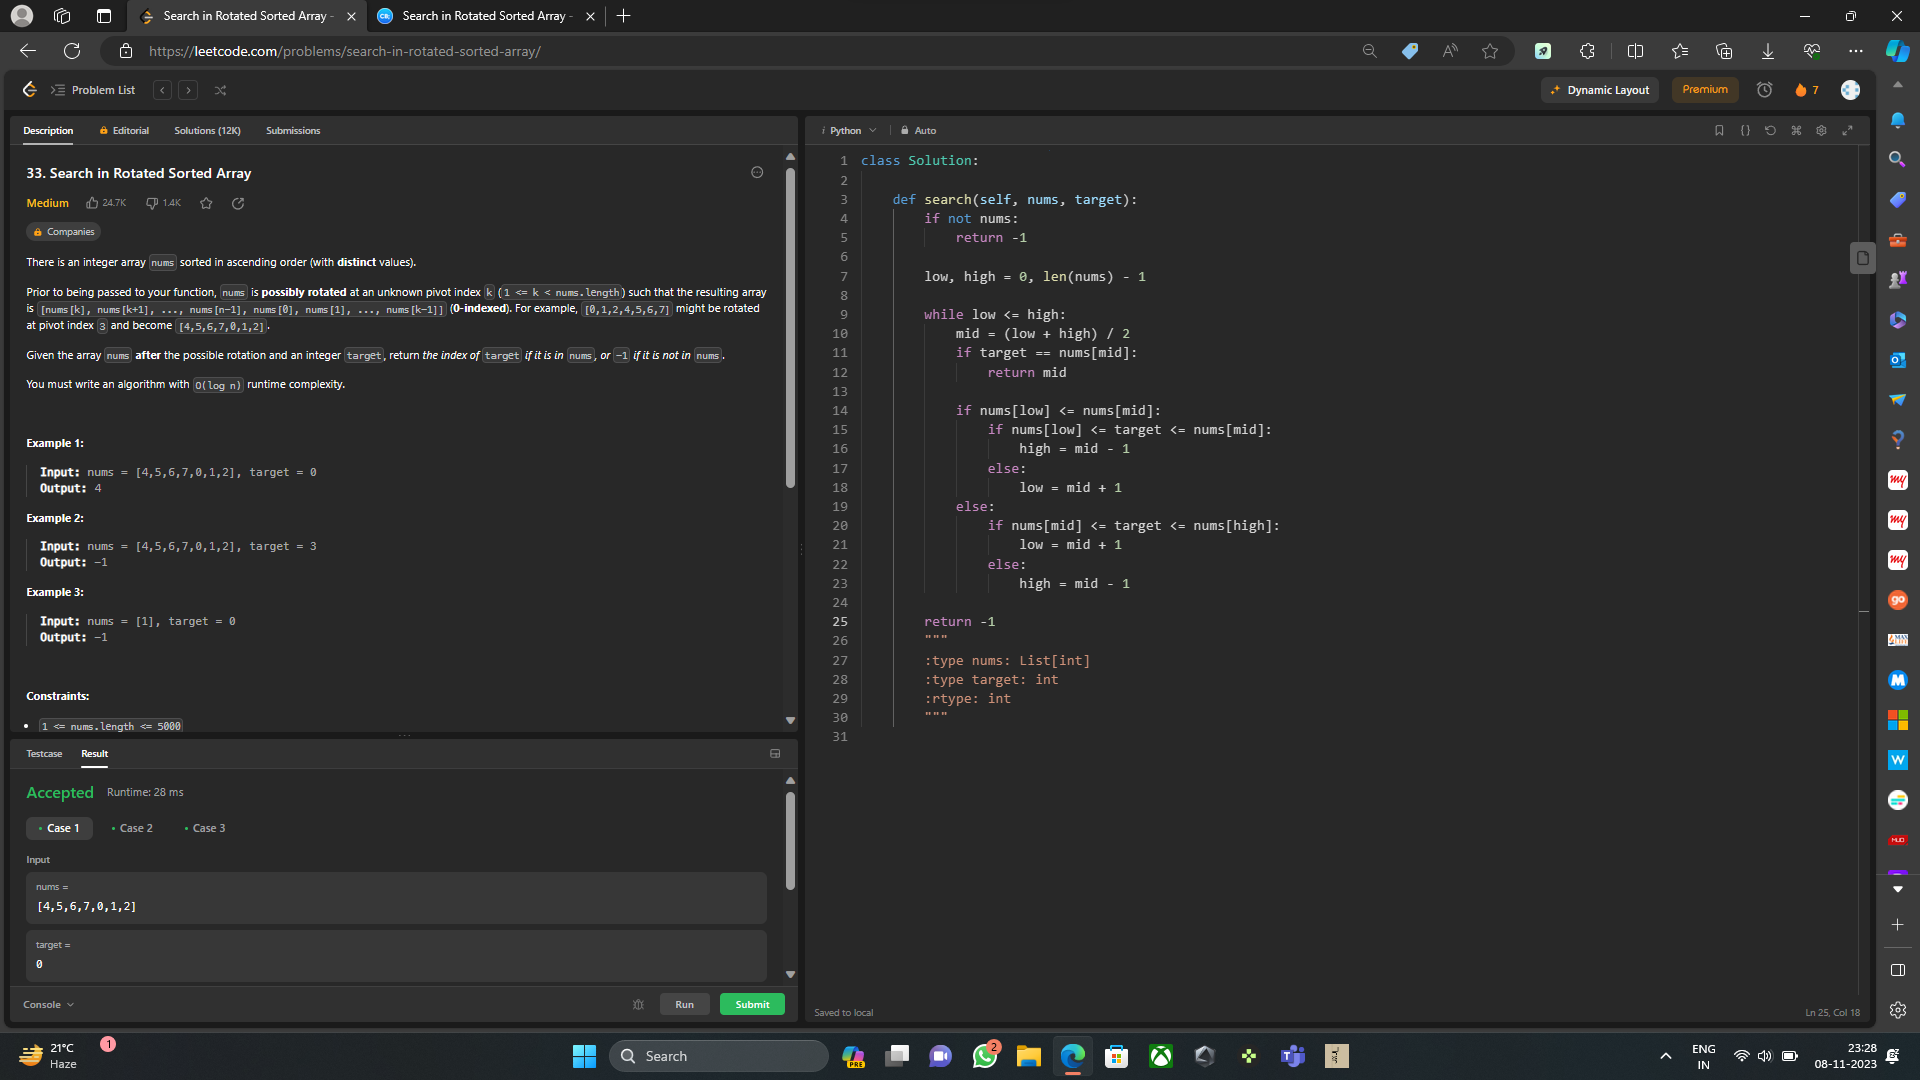 Search in Rotated Sorted Array -
Search in Rotated Sorted Array -
https://leetcode.com/problems/search-in-rotated-sorted-array/
Problem List
Dynamic Layout
Premium
7
Description
Editorial
Solutions (12K)
Submissions
33. Search in Rotated Sorted Array
Medium 24.7K 1.4K
Companies
There is an integer array nums sorted in ascending order (with distinct values).
Prior to being passed to your function, nums is possibly rotated at an unknown pivot index k (1 <= k < nums.length) such that the resulting array
is [nums[k], nums[k+1], ..., nums[n-1], nums[0], nums[1], ..., nums[k-1]] (0-indexed). For example, [0,1,2,4,5,6,7] might be rotated
at pivot index 3 and become [4,5,6,7,0,1,2].
Given the array nums after the possible rotation and an integer target, return the index of target if it is in nums, or -1 if it is not in nums.
You must write an algorithm with O(log n) runtime complexity.
Example 1:
Input: nums = [4,5,6,7,0,1,2], target = 0
Output: 4
Example 2:
Input: nums = [4,5,6,7,0,1,2], target = 3
Output: -1
Example 3:
Input: nums = [1], target = 0
Output: -1
Constraints:
• 1 <= nums.length <= 5000
Testcase
Result
Accepted Runtime: 28 ms
• Case 1 • Case 2 • Case 3
Input
nums =
[4,5,6,7,0,1,2]
target =
0
Console
Run
Submit
i Python
Auto
1 class Solution:
2
3 def search(self, nums, target):
4 if not nums:
5 return -1
6
7 low, high = 0, len(nums) - 1
8
9 while low <= high:
10 mid = (low + high) / 2
11 if target == nums[mid]:
12 return mid
13
14 if nums[low] <= nums[mid]:
15 if nums[low] <= target <= nums[mid]:
16 high = mid - 1
17 else:
18 low = mid + 1
19 else:
20 if nums[mid] <= target <= nums[high]:
21 low = mid + 1
22 else:
23 high = mid - 1
24
25 return -1
26 """
27 :type nums: List[int]
28 :type target: int
29 :rtype: int
30 """
31
Saved to local
Ln 25, Col 18
my
my
my
go
M
W
21°C
Haze
1
Search
PRE
2
ENG
IN
23:28
08-11-2023